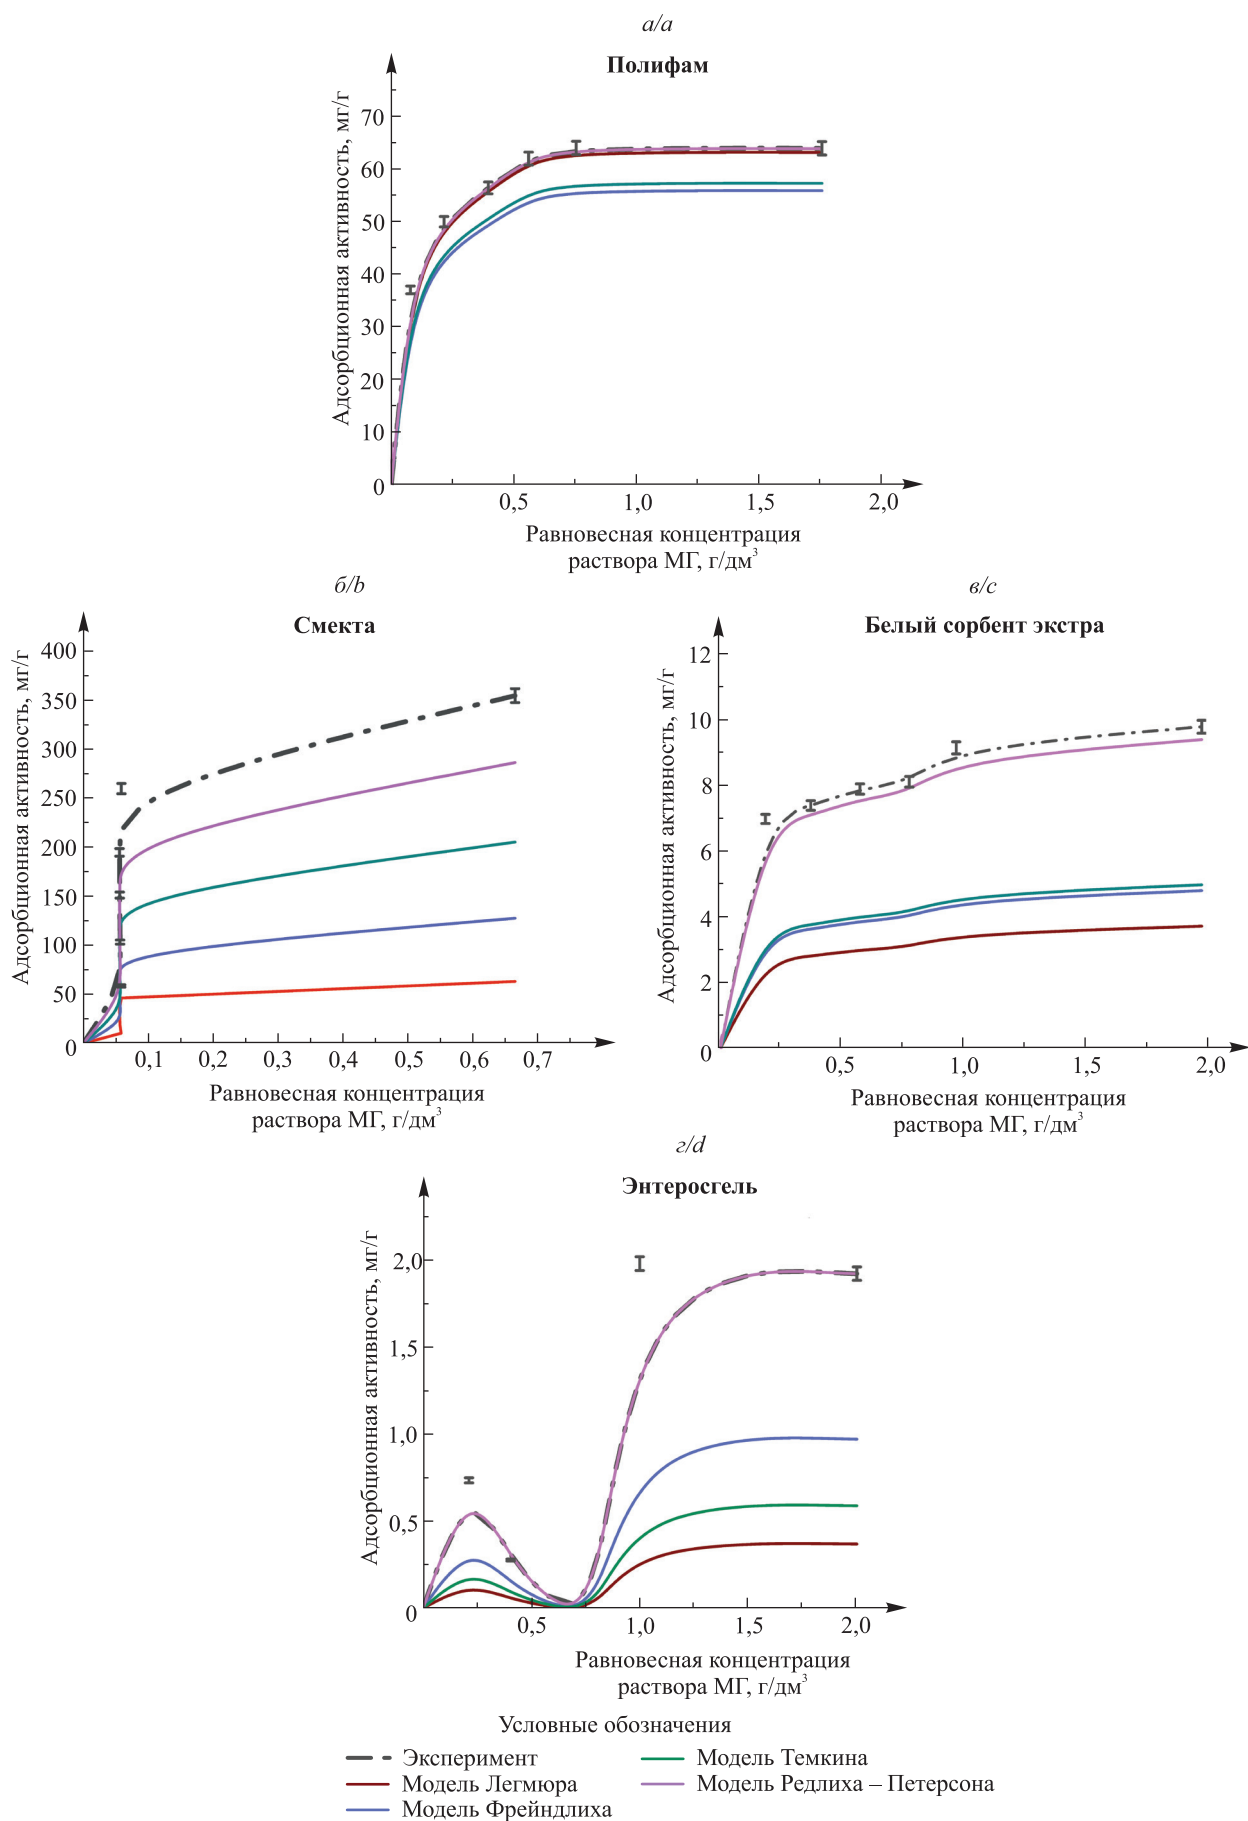 а/a
Полифам
Адсорбционная активность, мг/г
70
60
50
40
30
20
10
0
0,5
1,0
1,5
2,0
Равновесная концентрация
раствора МГ, г/дм³
б/b
Смекта
Адсорбционная активность, мг/г
400
350
300
250
200
150
100
50
0
0,1
0,2
0,3
0,4
0,5
0,6
0,7
Равновесная концентрация
раствора МГ, г/дм³
в/c
Белый сорбент экстра
Адсорбционная активность, мг/г
12
10
8
6
4
2
0
0,5
1,0
1,5
2,0
Равновесная концентрация
раствора МГ, г/дм³
г/d
Энтеросгель
Адсорбционная активность, мг/г
2,0
1,5
1,0
0,5
0
0,5
1,0
1,5
2,0
Равновесная концентрация
раствора МГ, г/дм³
Условные обозначения
Эксперимент
Модель Легмюра
Модель Фрейндлиха
Модель Темкина
Модель Редлиха – Петерсона